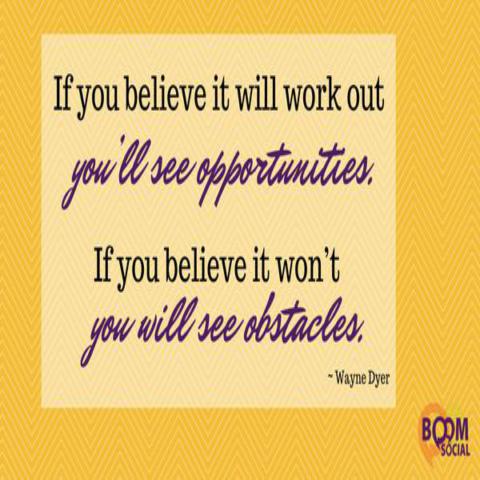 If you believe it will work out
you'll see opportunities.
If you believe it won't
you will see obstacles.
~ Wayne Dyer
BOOM
SOCIAL